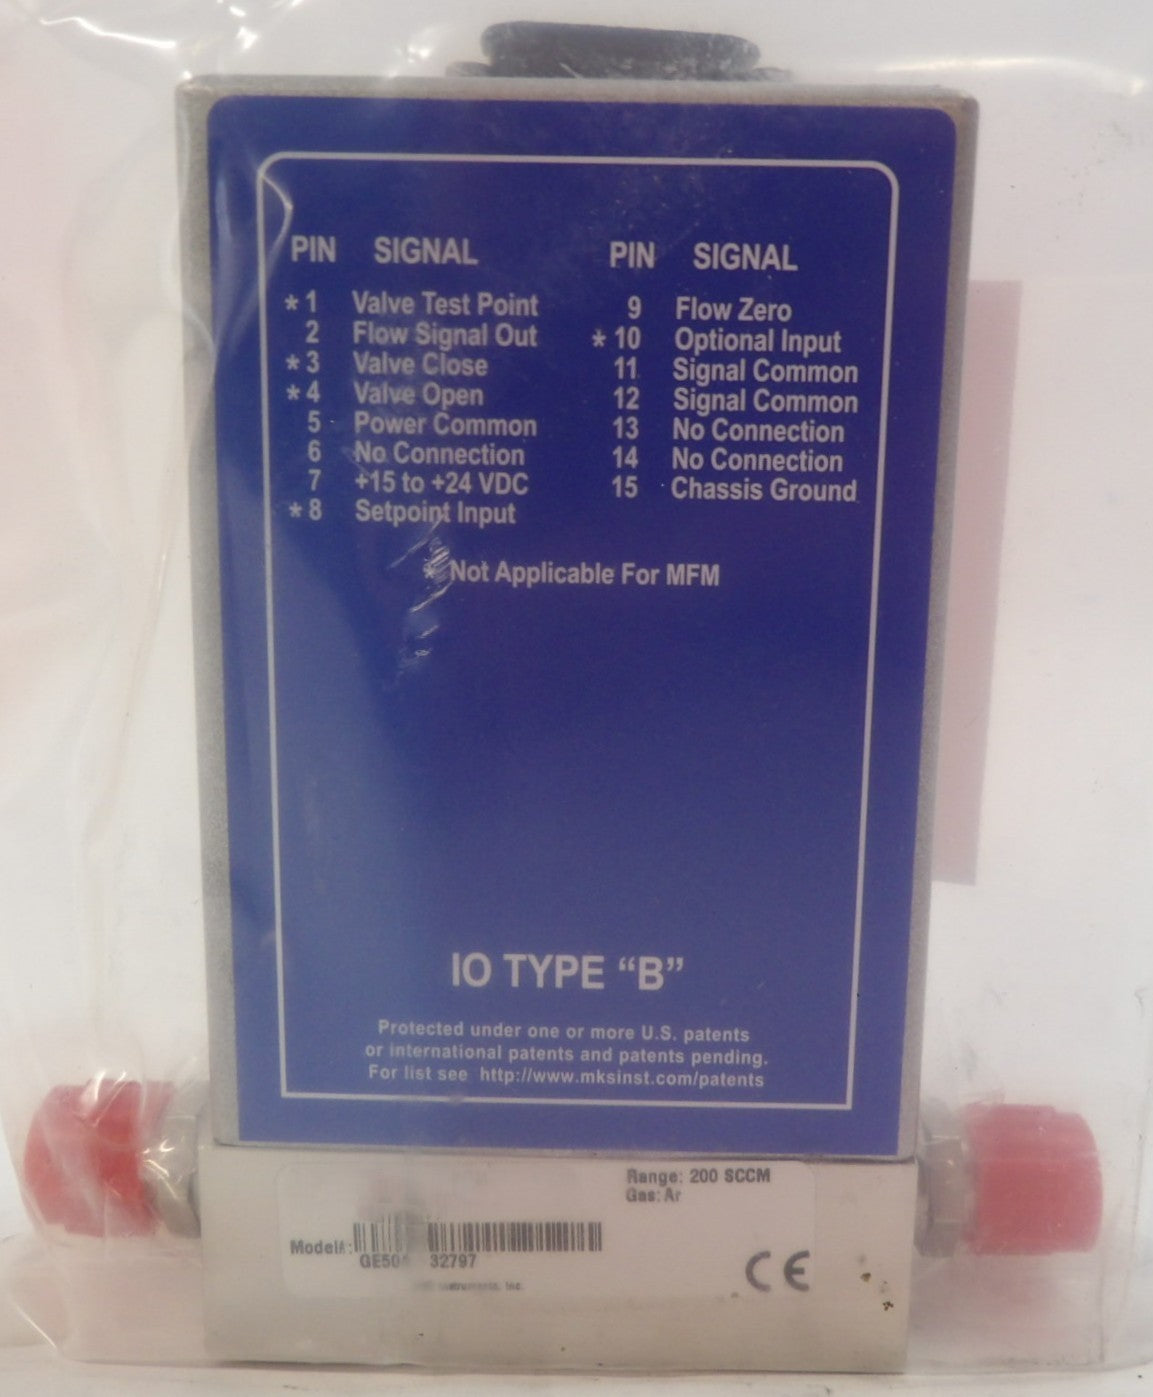 PIN SIGNAL
*1 Valve Test Point
2 Flow Signal Out
*3 Valve Close
*4 Valve Open
5 Power Common
6 No Connection
7 +15 to +24 VDC
*8 Setpoint Input
PIN SIGNAL
9 Flow Zero
*10 Optional Input
11 Signal Common
12 Signal Common
13 No Connection
14 No Connection
15 Chassis Ground
* Not Applicable For MFM
IO TYPE “B”
Protected under one or more U.S. patents
or international patents and patents pending.
For list see http://www.mksinst.com/patents
Range: 200 SCCM
Gas: Ar
Model#:
32797
Instruments, Inc.
CE